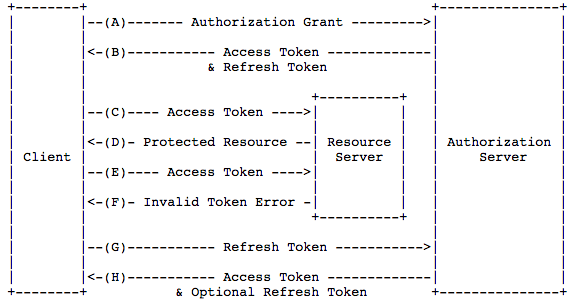 +--------+                                           +---------------+
|        |--(A)------- Authorization Grant --------->|               |
|        |                                           |               |
|        |<-(B)----------- Access Token -------------|               |
|        |               & Refresh Token             |               |
|        |                                           |               |
|        |                            +----------+   |               |
|        |--(C)---- Access Token ---->|          |   |               |
|        |                            |          |   |               |
|        |<-(D)- Protected Resource --| Resource |   | Authorization |
| Client |                            |  Server  |   |     Server    |
|        |--(E)---- Access Token ---->|          |   |               |
|        |                            |          |   |               |
|        |<-(F)- Invalid Token Error -|          |   |               |
|        |                            +----------+   |               |
|        |                                           |               |
|        |--(G)----------- Refresh Token ----------->|               |
|        |                                           |               |
|        |<-(H)----------- Access Token -------------|               |
+--------+           & Optional Refresh Token        +---------------+